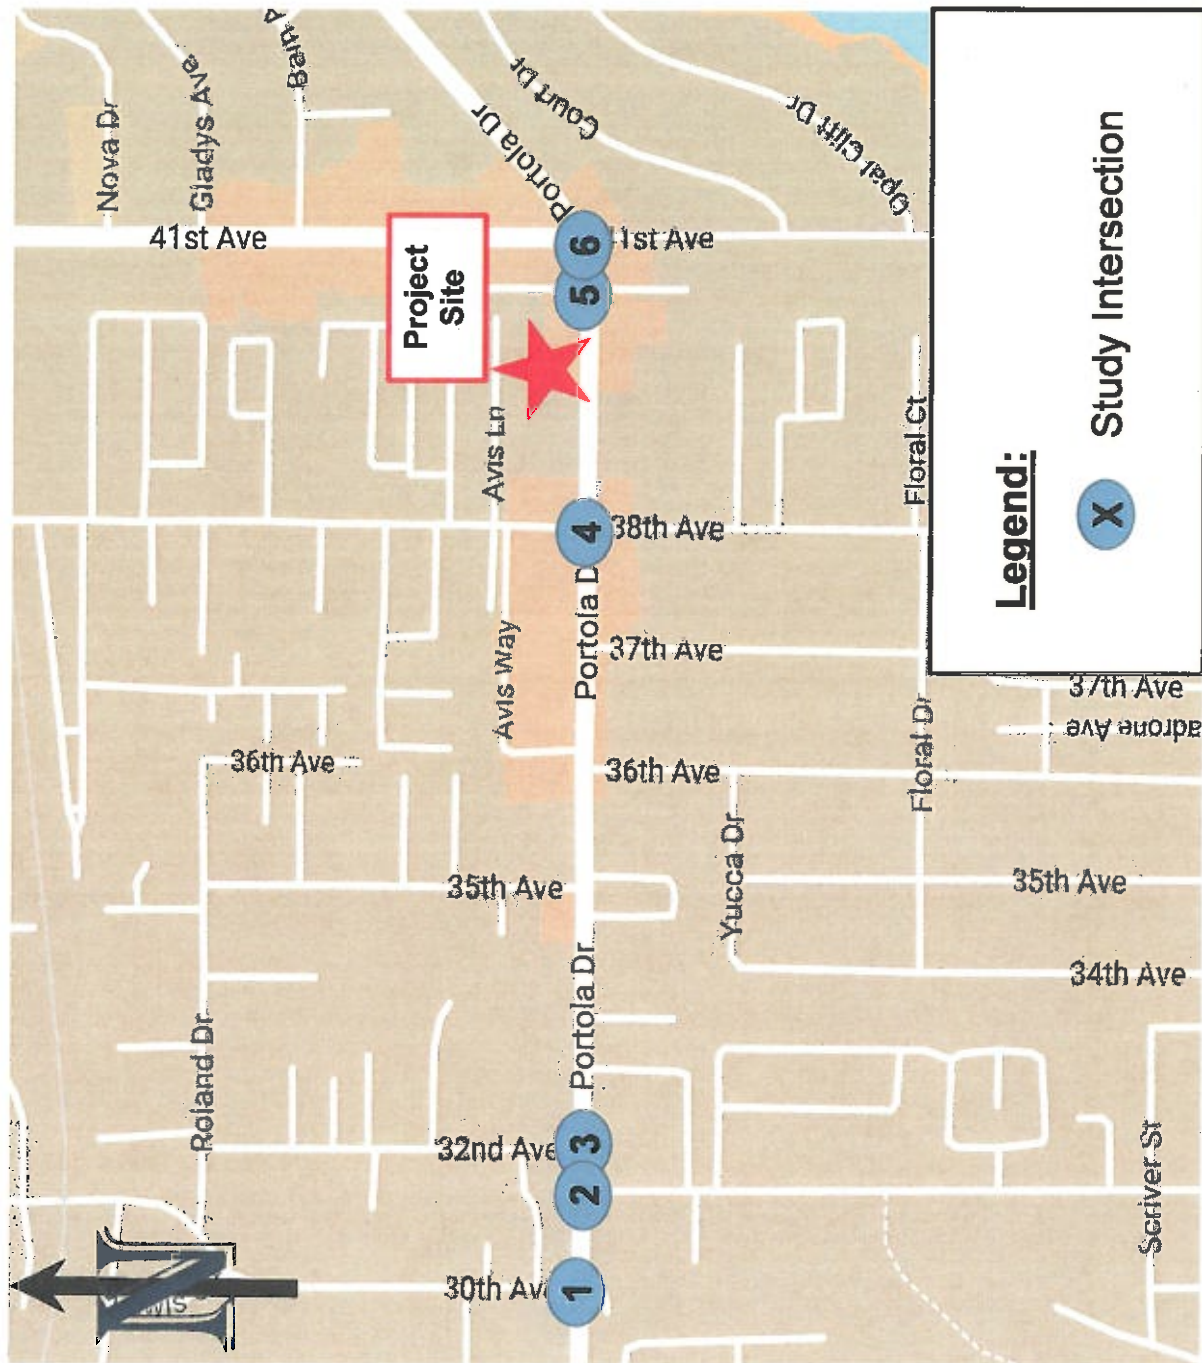 Nova Dr
Gladys Ave
Bain A
Portola Dr
Court Dr
Opal Cliff Dr
41st Ave
1st Ave
Project
Site
6
5
Avis Ln
4
38th Ave
Portola D
37th Ave
Avis Way
36th Ave
36th Ave
35th Ave
Yucca Dr
Floral Ct
Floral Dr
37th Ave
adrone Ave
35th Ave
34th Ave
Portola Dr
Roland Dr
32nd Ave
3
2
30th Av
1
Scriver St
N
Legend:
X Study Intersection